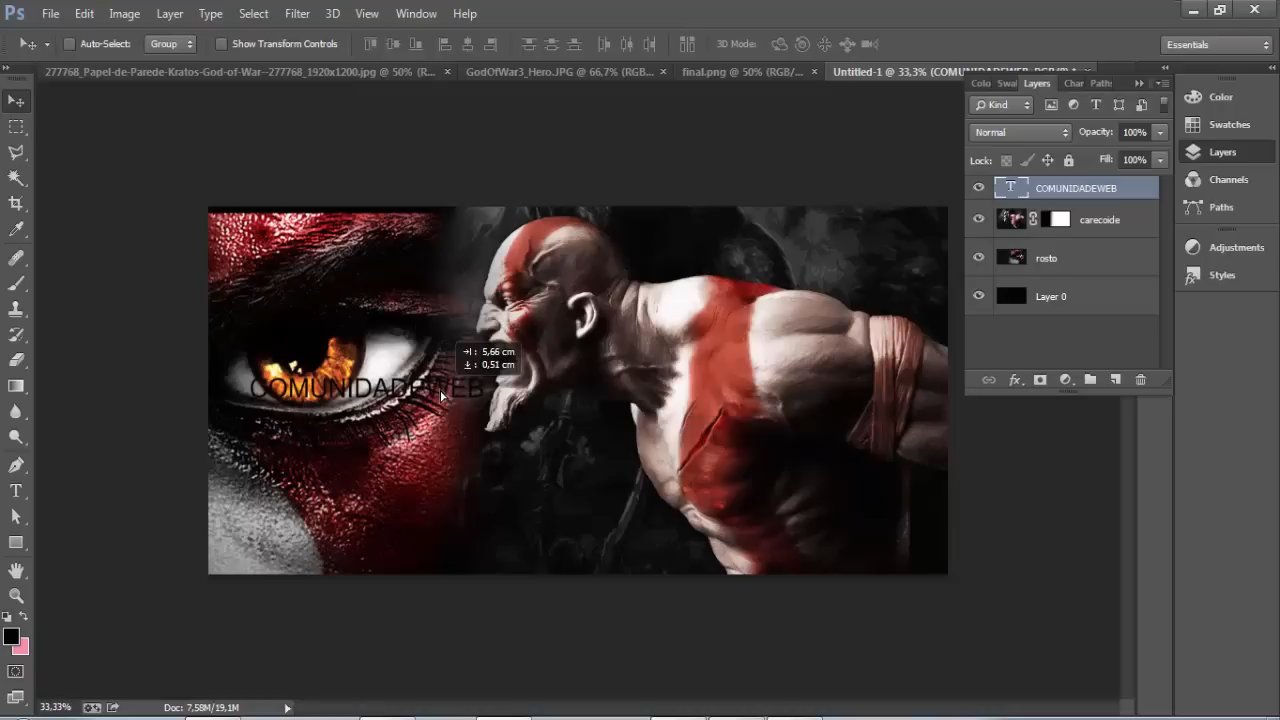 Ps File Edit Image Layer Type Select Filter 3D View Window Help
Auto-Select: Group Show Transform Controls 3D Mode: Essentials
277768_Papel-de-Parede-Kratos-God-of-War--277768_1920x1200.jpg @ 50% (R... × GodOfWar3_Hero.JPG @ 66,7% (RGB... × final.png @ 50% (RGB/... × Untitled-1 @ 33,3% (COMUNIDADEWEB,
Colo Swat Layers Char Paths
Kind
Normal Opacity: 100%
Lock: Fill: 100%
COMUNIDADEWEB
carecoide
rosto
Layer 0
fx
Color
Swatches
Layers
Channels
Paths
Adjustments
Styles
5,66 cm
0,51 cm
COMUNIDADEWEB
33,33% Doc: 7,58M/19,1M